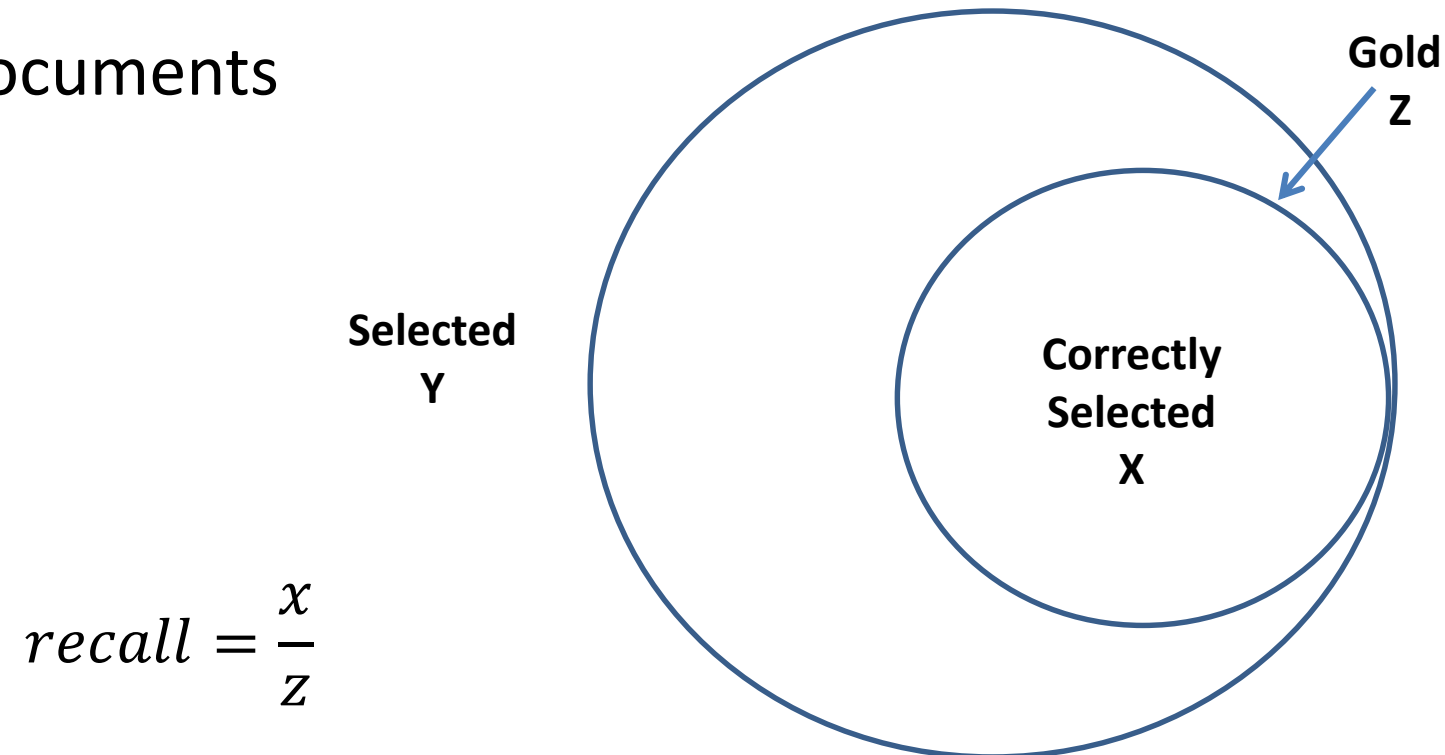 ocuments
Gold
Z
Selected
Y
Correctly
Selected
X
recall = x/z